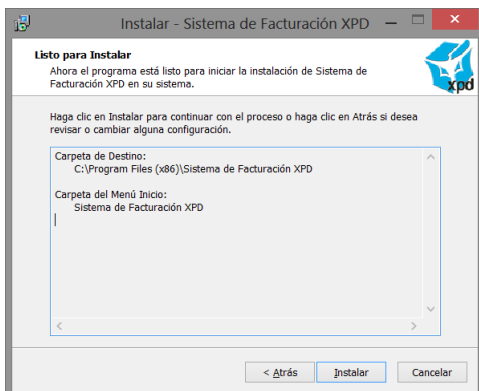 Instalar - Sistema de Facturación XPD
Listo para Instalar
Ahora el programa está listo para iniciar la instalación de Sistema de
Facturación XPD en su sistema.
xpd
Haga clic en Instalar para continuar con el proceso o haga clic en Atrás si desea
revisar o cambiar alguna configuración.
Carpeta de Destino:
C:\Program Files (x86)\Sistema de Facturación XPD
Carpeta del Menú Inicio:
Sistema de Facturación XPD
< Atrás Instalar Cancelar